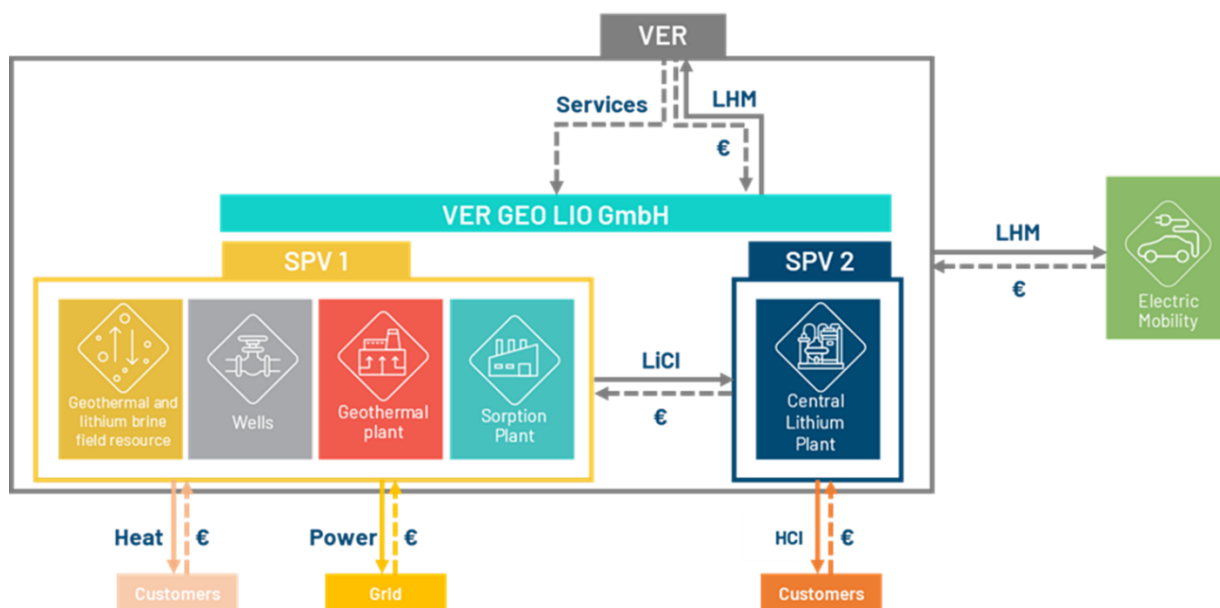 VER
Services
LHM
€
VER GEO LIO GmbH
SPV 1
SPV 2
LHM
€
Electric
Mobility
Geothermal and
lithium brine
field resource
Wells
Geothermal
plant
Sorption
Plant
LiCl
€
Central
Lithium
Plant
Heat
€
Power
€
HCl
€
Customers
Grld
Customers